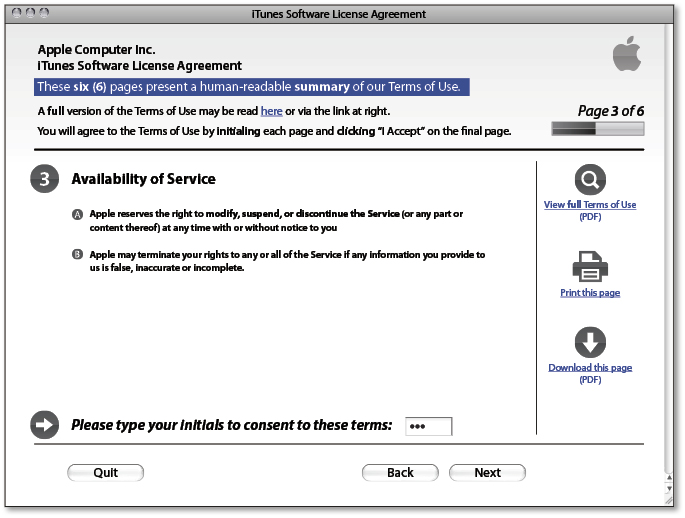 iTunes Software License Agreement
Apple Computer Inc.
iTunes Software License Agreement
These six (6) pages present a human-readable summary of our Terms of Use.
A full version of the Terms of Use may be read here or via the link at right.
You will agree to the Terms of Use by initialing each page and clicking "I Accept" on the final page.
Page 3 of 6
3 Availability of Service
A Apple reserves the right to modify, suspend, or discontinue the Service (or any part or
content thereof) at any time with or without notice to you
B Apple may terminate your rights to any or all of the Service if any information you provide to
us is false, inaccurate or incomplete.
View full Terms of Use
(PDF)
Print this page
Download this page
(PDF)
Please type your initials to consent to these terms: •••
Quit Back Next